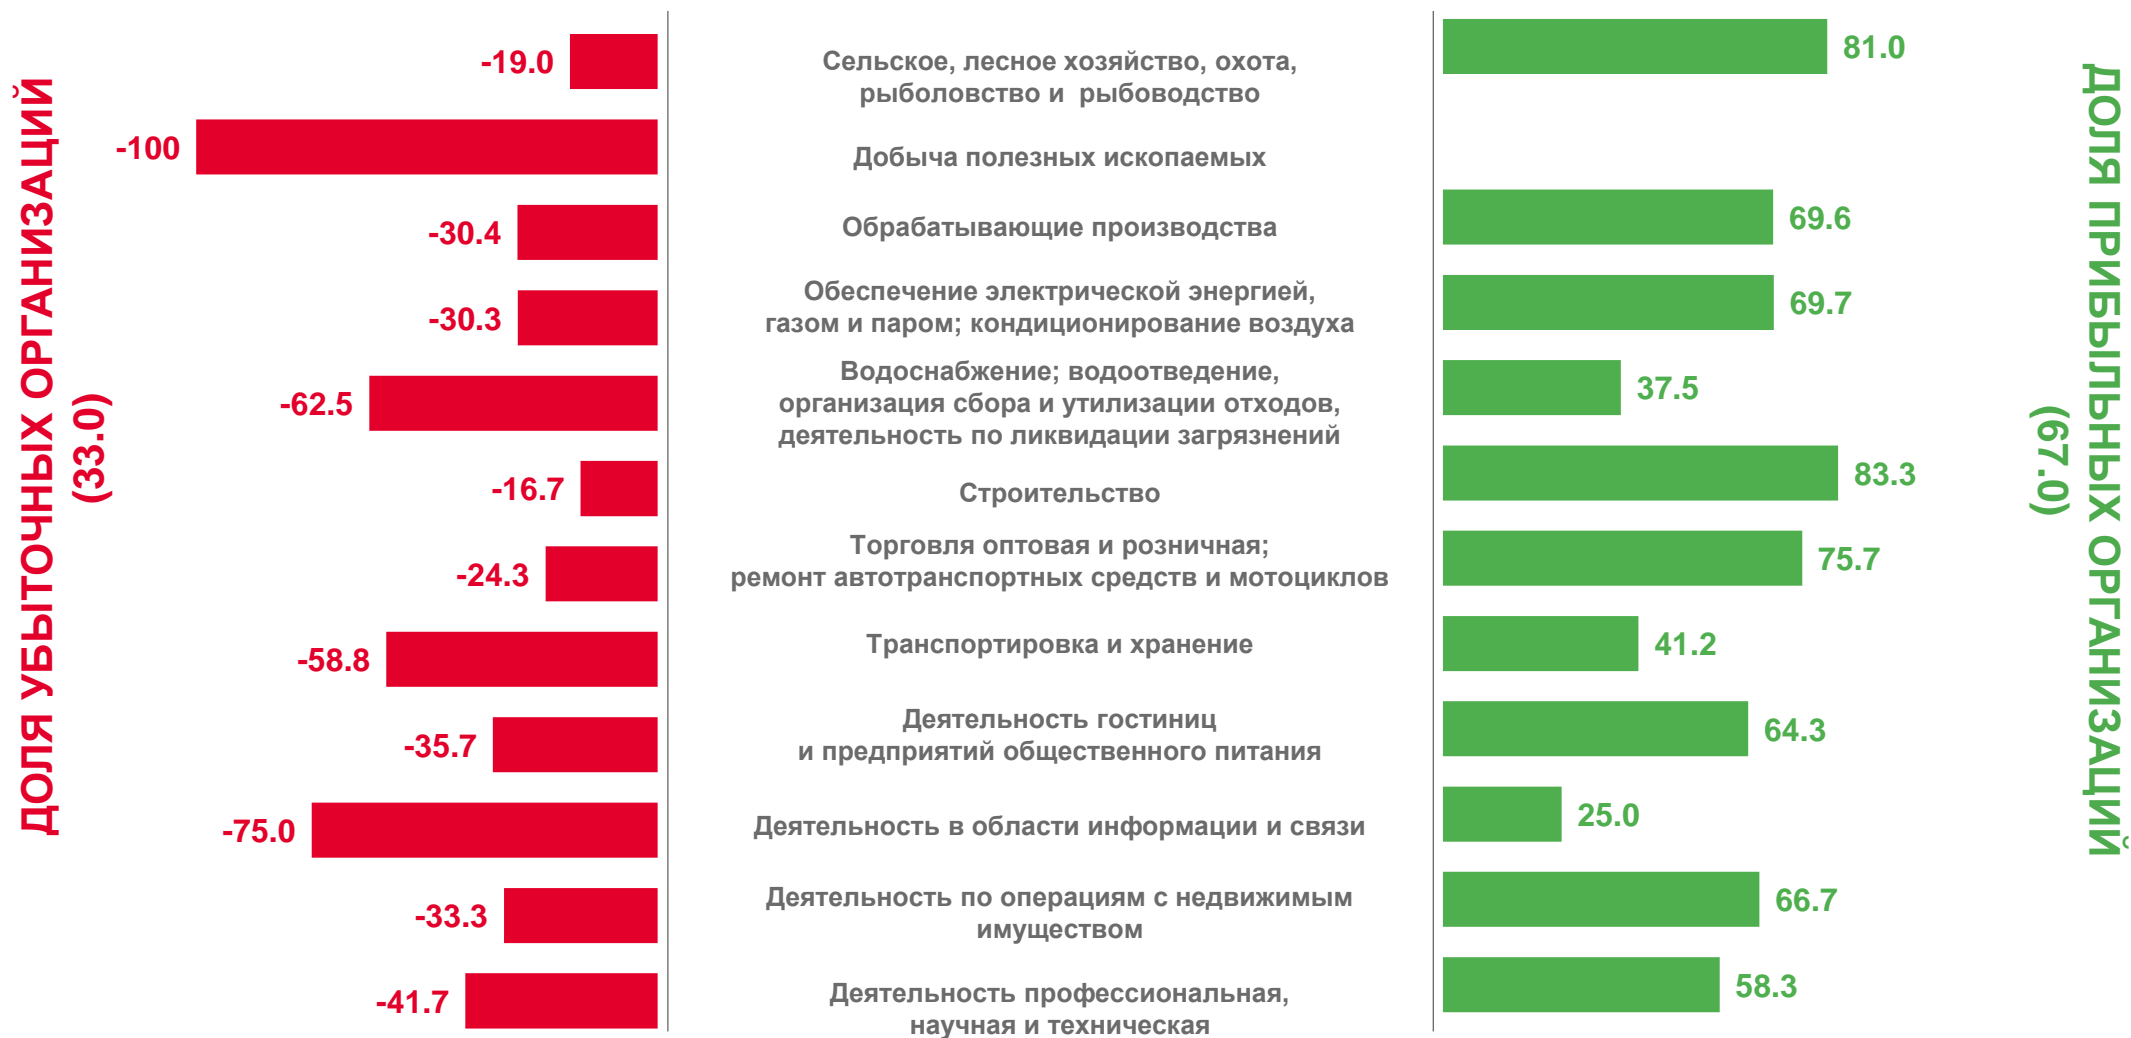 ДОЛЯ УБЫТОЧНЫХ ОРГАНИЗАЦИЙ
(33.0)
-19.0
Сельское, лесное хозяйство, охота,
рыболовство и рыбоводство
81.0
-100
Добыча полезных ископаемых
-30.4
Обрабатывающие производства
69.6
-30.3
Обеспечение электрической энергией,
газом и паром; кондиционирование воздуха
69.7
-62.5
Водоснабжение; водоотведение,
организация сбора и утилизации отходов,
деятельность по ликвидации загрязнений
37.5
-16.7
Строительство
83.3
-24.3
Торговля оптовая и розничная;
ремонт автотранспортных средств и мотоциклов
75.7
-58.8
Транспортировка и хранение
41.2
-35.7
Деятельность гостиниц
и предприятий общественного питания
64.3
-75.0
Деятельность в области информации и связи
25.0
-33.3
Деятельность по операциям с недвижимым
имуществом
66.7
-41.7
Деятельность профессиональная,
научная и техническая
58.3
ДОЛЯ ПРИБЫЛЬНЫХ ОРГАНИЗАЦИЙ
(67.0)